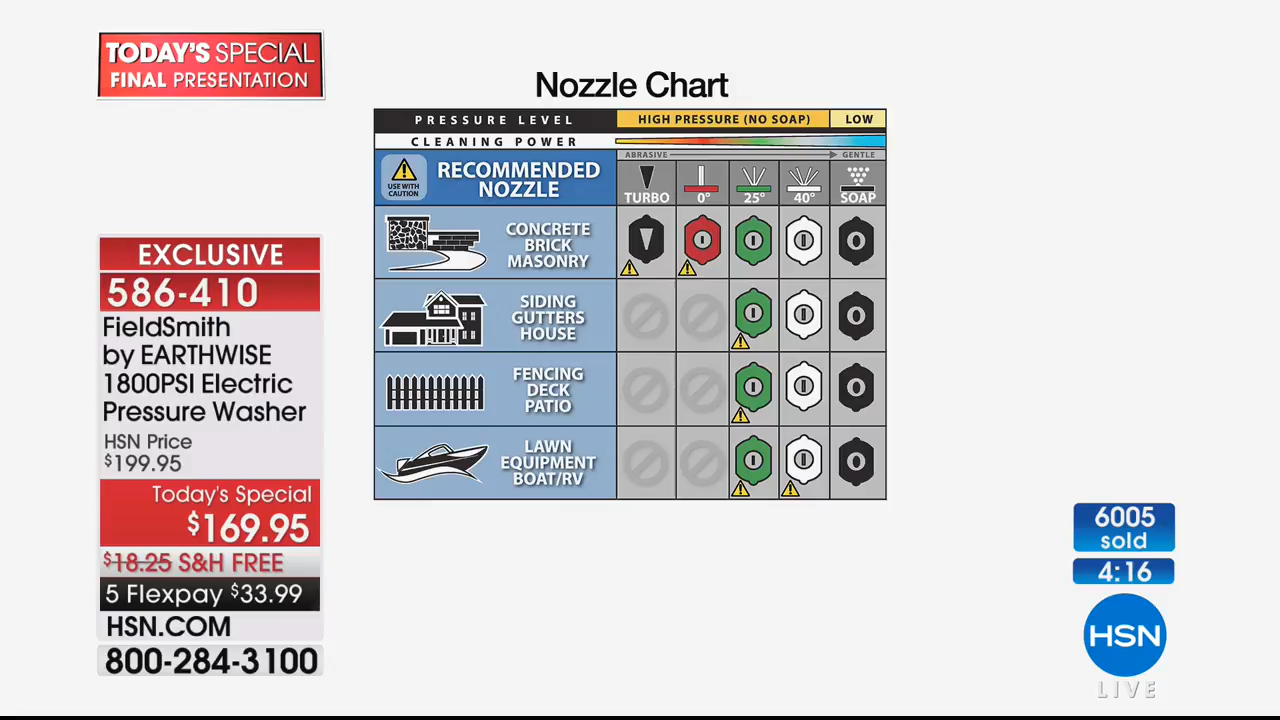 TODAY'S SPECIAL
FINAL PRESENTATION
Nozzle Chart
PRESSURE LEVEL
HIGH PRESSURE (NO SOAP)
LOW
CLEANING POWER
ABRASIVE
GENTLE
USE WITH
CAUTION
RECOMMENDED
NOZZLE
TURBO
0°
25°
40°
SOAP
CONCRETE
BRICK
MASONRY
SIDING
GUTTERS
HOUSE
FENCING
DECK
PATIO
LAWN
EQUIPMENT
BOAT/RV
EXCLUSIVE
586-410
FieldSmith
by EARTHWISE
1800PSI Electric
Pressure Washer
HSN Price
$199.95
Today's Special
$169.95
$18.25 S&H FREE
5 Flexpay $33.99
HSN.COM
800-284-3100
6005
sold
4:16
HSN
LIVE